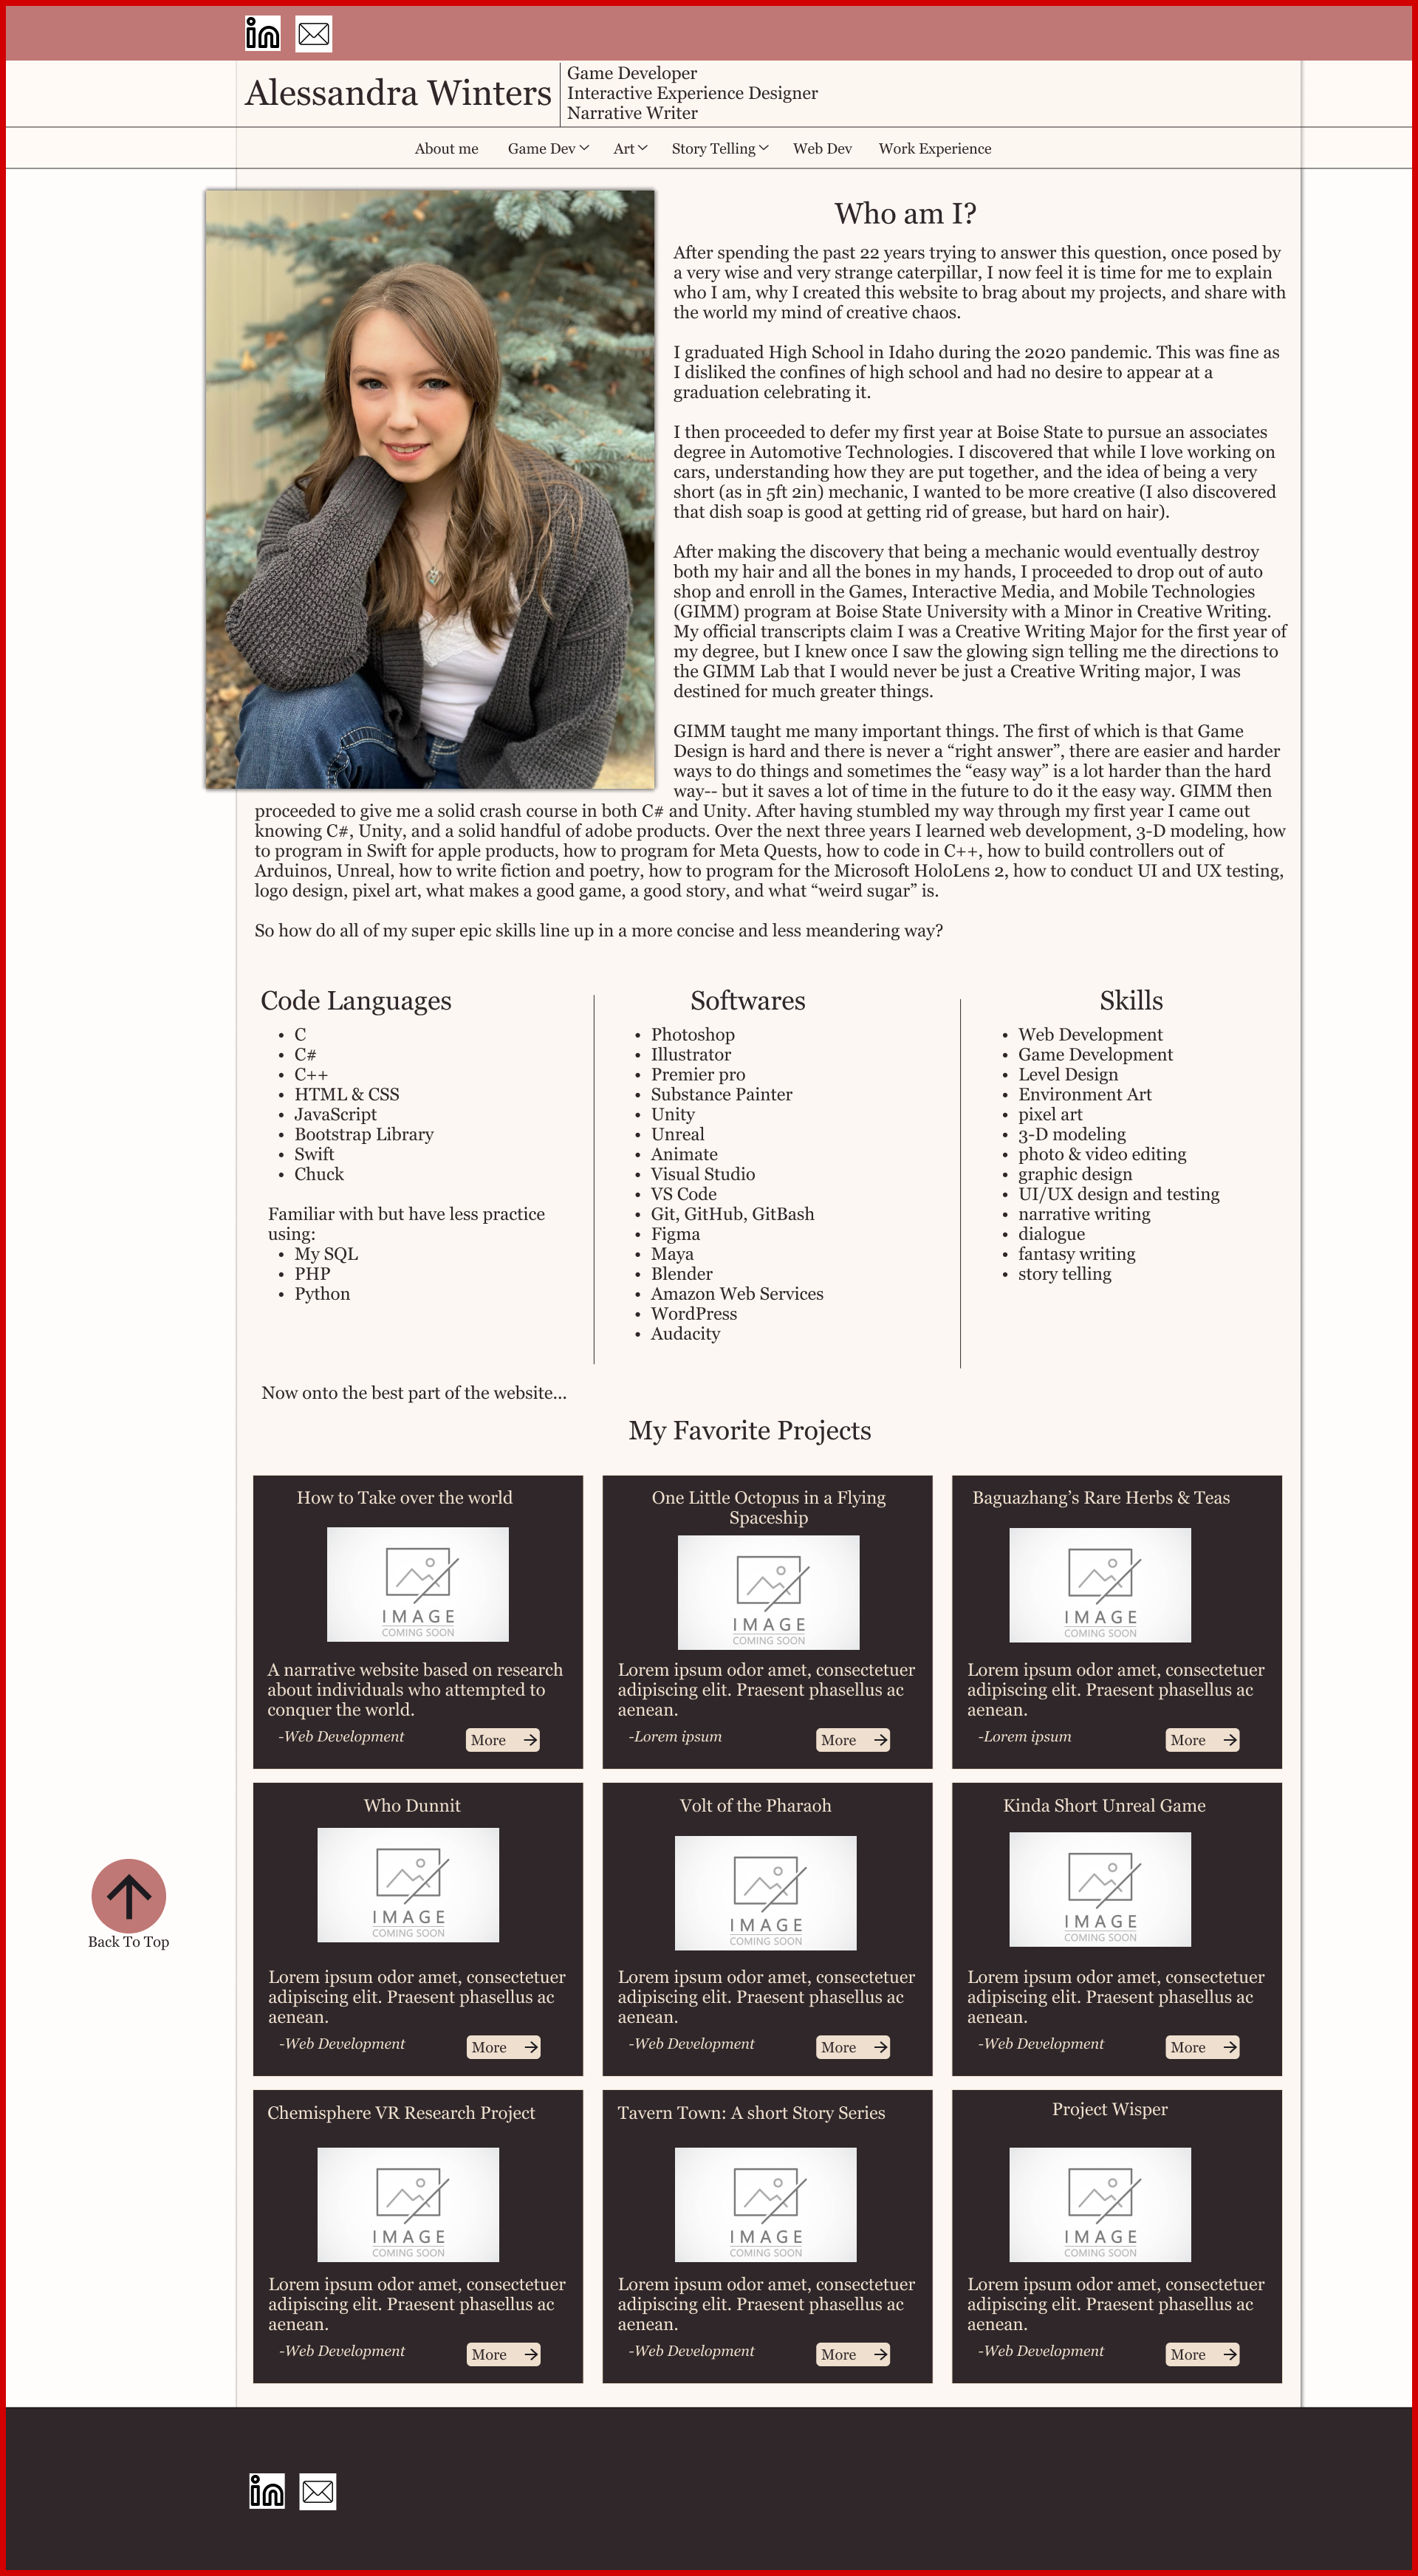 in
Alessandra Winters
Game Developer
Interactive Experience Designer
Narrative Writer
About me Game Dev Art Story Telling Web Dev Work Experience
Who am I?
After spending the past 22 years trying to answer this question, once posed by
a very wise and very strange caterpillar, I now feel it is time for me to explain
who I am, why I created this website to brag about my projects, and share with
the world my mind of creative chaos.
I graduated High School in Idaho during the 2020 pandemic. This was fine as
I disliked the confines of high school and had no desire to appear at a
graduation celebrating it.
I then proceeded to defer my first year at Boise State to pursue an associates
degree in Automotive Technologies. I discovered that while I love working on
cars, understanding how they are put together, and the idea of being a very
short (as in 5ft 2in) mechanic, I wanted to be more creative (I also discovered
that dish soap is good at getting rid of grease, but hard on hair).
After making the discovery that being a mechanic would eventually destroy
both my hair and all the bones in my hands, I proceeded to drop out of auto
shop and enroll in the Games, Interactive Media, and Mobile Technologies
(GIMM) program at Boise State University with a Minor in Creative Writing.
My official transcripts claim I was a Creative Writing Major for the first year of
my degree, but I knew once I saw the glowing sign telling me the directions to
the GIMM Lab that I would never be just a Creative Writing major, I was
destined for much greater things.
GIMM taught me many important things. The first of which is that Game
Design is hard and there is never a “right answer”, there are easier and harder
ways to do things and sometimes the “easy way” is a lot harder than the hard
way-- but it saves a lot of time in the future to do it the easy way. GIMM then
proceeded to give me a solid crash course in both C# and Unity. After having stumbled my way through my first year I came out
knowing C#, Unity, and a solid handful of adobe products. Over the next three years I learned web development, 3-D modeling, how
to program in Swift for apple products, how to program for Meta Quests, how to code in C++, how to build controllers out of
Arduinos, Unreal, how to write fiction and poetry, how to program for the Microsoft HoloLens 2, how to conduct UI and UX testing,
logo design, pixel art, what makes a good game, a good story, and what “weird sugar” is.
So how do all of my super epic skills line up in a more concise and less meandering way?
Code Languages
• C
• C#
• C++
• HTML & CSS
• JavaScript
• Bootstrap Library
• Swift
• Chuck
Familiar with but have less practice
using:
• My SQL
• PHP
• Python
Softwares
• Photoshop
• Illustrator
• Premier pro
• Substance Painter
• Unity
• Unreal
• Animate
• Visual Studio
• VS Code
• Git, GitHub, GitBash
• Figma
• Maya
• Blender
• Amazon Web Services
• WordPress
• Audacity
Skills
• Web Development
• Game Development
• Level Design
• Environment Art
• pixel art
• 3-D modeling
• photo & video editing
• graphic design
• UI/UX design and testing
• narrative writing
• dialogue
• fantasy writing
• story telling
Now onto the best part of the website...
My Favorite Projects
How to Take over the world
IMAGE
COMING SOON
A narrative website based on research
about individuals who attempted to
conquer the world.
-Web Development
More
One Little Octopus in a Flying
Spaceship
IMAGE
COMING SOON
Lorem ipsum odor amet, consectetuer
adipiscing elit. Praesent phasellus ac
aenean.
-Lorem ipsum
More
Baguazhang’s Rare Herbs & Teas
IMAGE
COMING SOON
Lorem ipsum odor amet, consectetuer
adipiscing elit. Praesent phasellus ac
aenean.
-Lorem ipsum
More
Who Dunnit
IMAGE
COMING SOON
Lorem ipsum odor amet, consectetuer
adipiscing elit. Praesent phasellus ac
aenean.
-Web Development
More
Volt of the Pharaoh
IMAGE
COMING SOON
Lorem ipsum odor amet, consectetuer
adipiscing elit. Praesent phasellus ac
aenean.
-Web Development
More
Kinda Short Unreal Game
IMAGE
COMING SOON
Lorem ipsum odor amet, consectetuer
adipiscing elit. Praesent phasellus ac
aenean.
-Web Development
More
Back To Top
Chemisphere VR Research Project
IMAGE
COMING SOON
Lorem ipsum odor amet, consectetuer
adipiscing elit. Praesent phasellus ac
aenean.
-Web Development
More
Tavern Town: A short Story Series
IMAGE
COMING SOON
Lorem ipsum odor amet, consectetuer
adipiscing elit. Praesent phasellus ac
aenean.
-Web Development
More
Project Wisper
IMAGE
COMING SOON
Lorem ipsum odor amet, consectetuer
adipiscing elit. Praesent phasellus ac
aenean.
-Web Development
More
in